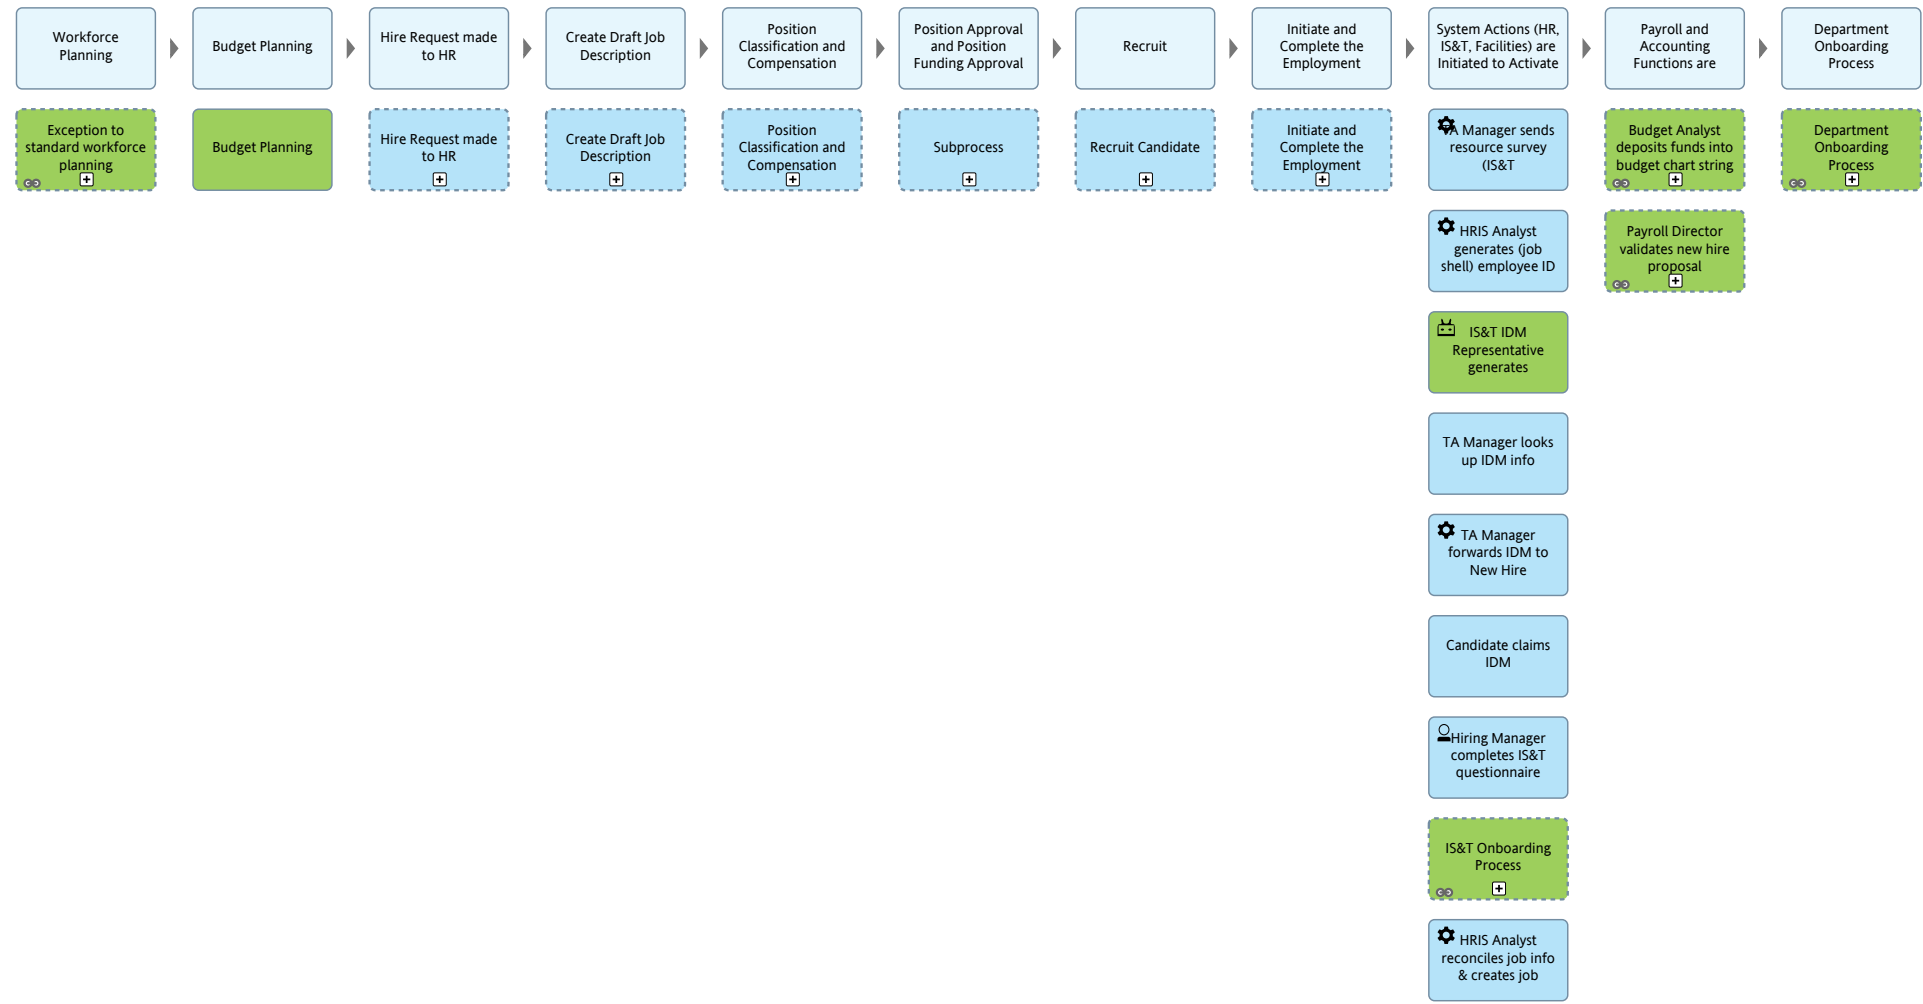 Workforce
Planning
Budget Planning
Hire Request made
to HR
Create Draft Job
Description
Position
Classification and
Compensation
Position Approval
and Position
Funding Approval
Recruit
Initiate and
Complete the
Employment
System Actions (HR,
IS&T, Facilities) are
Initiated to Activate
Payroll and
Accounting
Functions are
Department
Onboarding
Process
Exception to
standard workforce
planning
Budget Planning
Hire Request made
to HR
Create Draft Job
Description
Position
Classification and
Compensation
Subprocess
Recruit Candidate
Initiate and
Complete the
Employment
TA Manager sends
resource survey
(IS&T
Budget Analyst
deposits funds into
budget chart string
Department
Onboarding
Process
HRIS Analyst
generates (job
shell) employee ID
Payroll Director
validates new hire
proposal
IS&T IDM
Representative
generates
TA Manager looks
up IDM info
TA Manager
forwards IDM to
New Hire
Candidate claims
IDM
Hiring Manager
completes IS&T
questionnaire
IS&T Onboarding
Process
HRIS Analyst
reconciles job info
& creates job